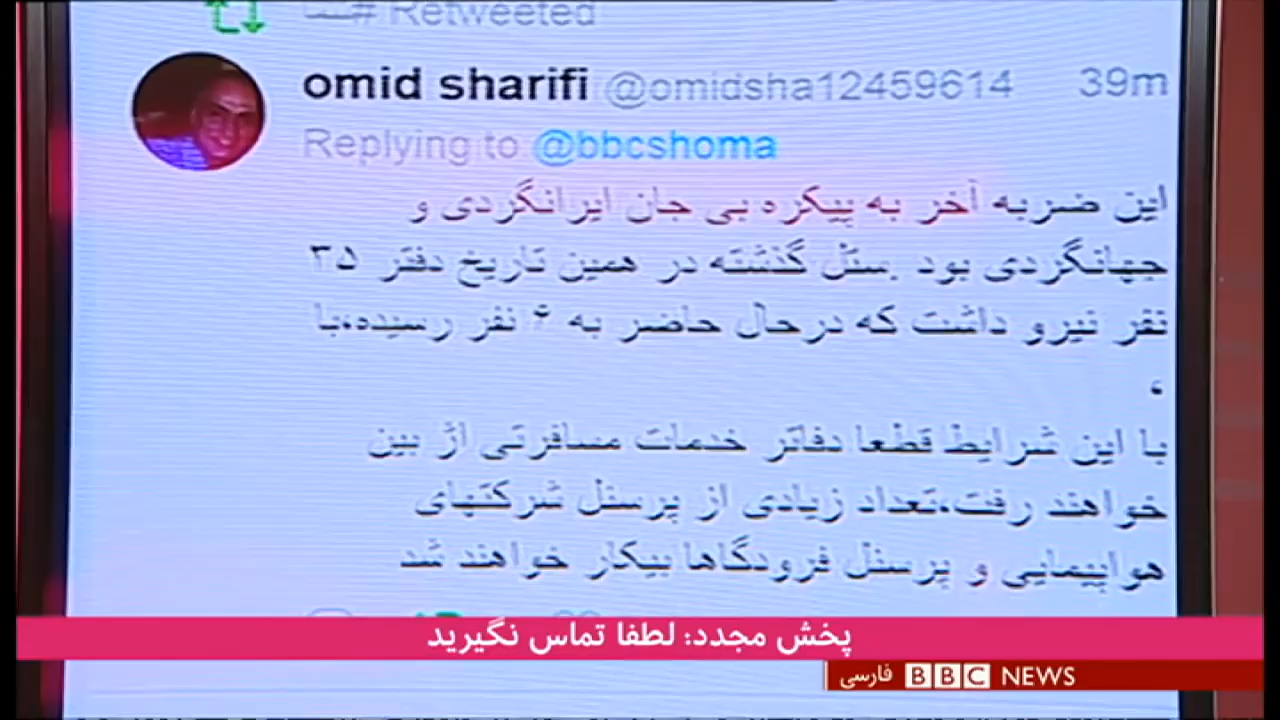 Retweeted
omid sharifi @omidsha12459614 39m
Replying to @bbcshoma
این ضربه آخر به پیکره بی جان ایرانگردی و
جهانگردی بود .سئل گذشته در همین تاریخ دفتر ۳۵
نفر نیرو داشت که درحال حاضر به ۶ نفر رسیده،با
،
با این شرایط قطعا دفاتر خدمات مسافرتی از بین
خواهند رفت،تعداد زیادی از پرسنل شرکتهای
هواپیمایی و پرسنل فرودگاها بیکار خواهند شد
پخش مجدد: لطفا تماس نگیرید
BBC NEWS فارسی